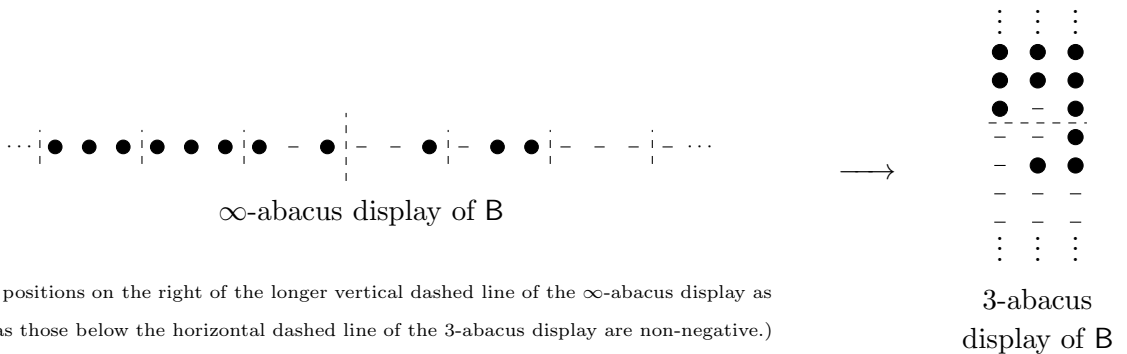 ∞-abacus display of B
positions on the right of the longer vertical dashed line of the ∞-abacus display as
as those below the horizontal dashed line of the 3-abacus display are non-negative.)
3-abacus
display of B